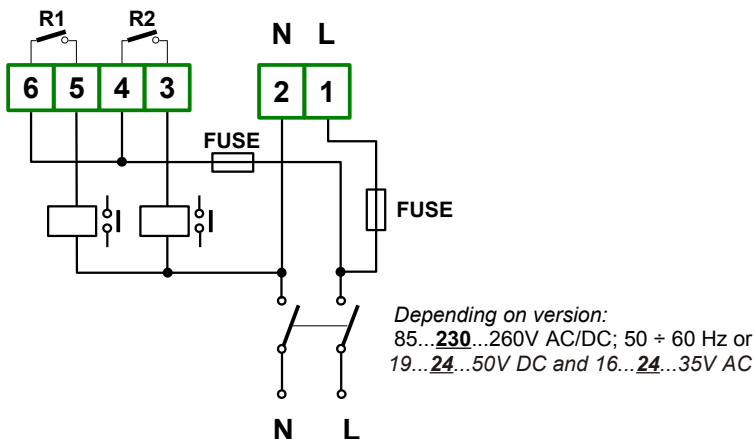 R1 R2
N L
6 5 4 3 2 1
FUSE
FUSE
Depending on version:
85...230...260V AC/DC; 50 ÷ 60 Hz or
19...24...50V DC and 16...24...35V AC
N L